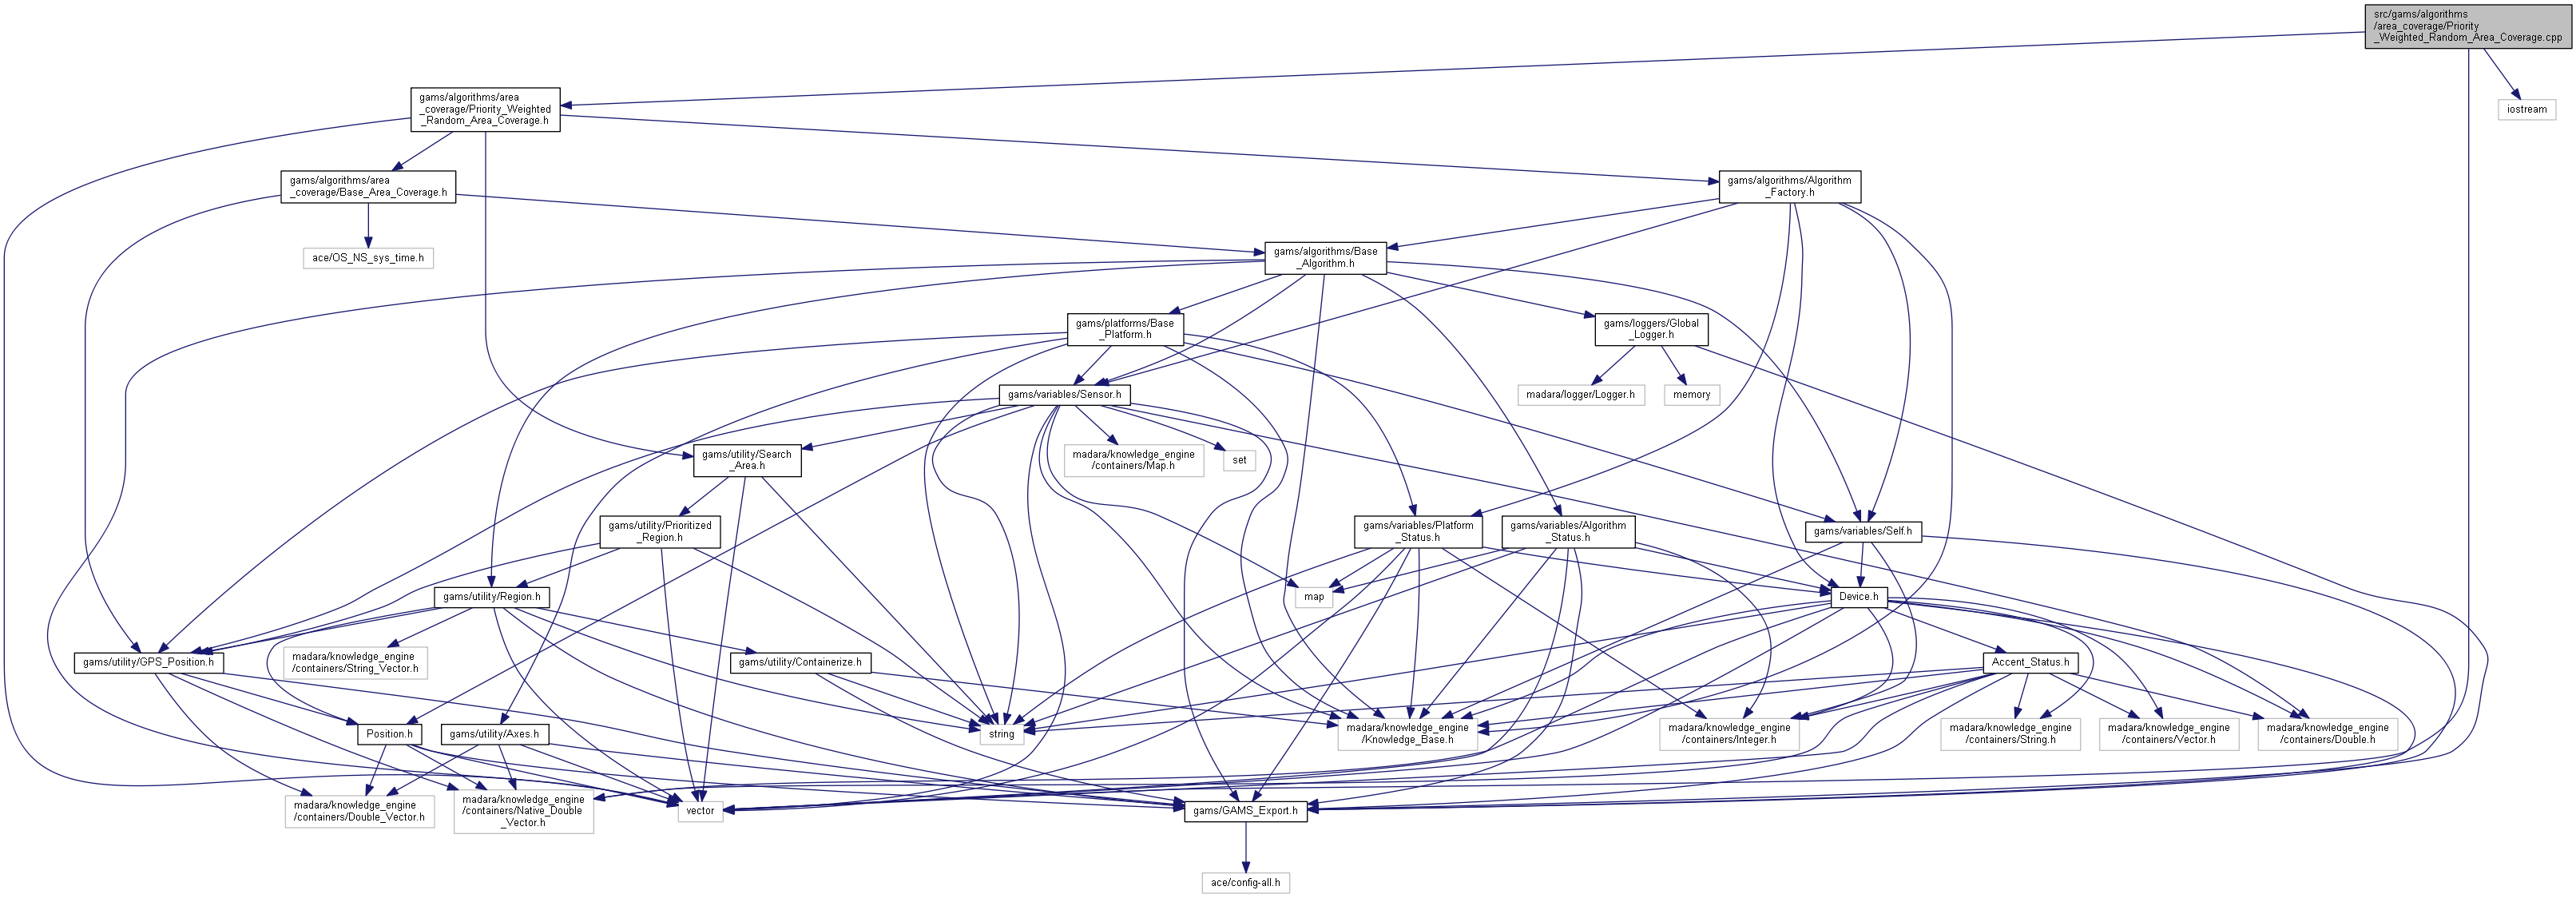 src/gams/algorithms
/area_coverage/Priority
_Weighted_Random_Area_Coverage.cpp
gams/algorithms/area
_coverage/Priority_Weighted
_Random_Area_Coverage.h
iostream
gams/algorithms/area
_coverage/Base_Area_Coverage.h
gams/algorithms/Algorithm
_Factory.h
ace/OS_NS_sys_time.h
gams/algorithms/Base
_Algorithm.h
gams/platforms/Base
_Platform.h
gams/loggers/Global
_Logger.h
gams/variables/Sensor.h
madara/logger/Logger.h
memory
gams/utility/Search
_Area.h
madara/knowledge_engine
/containers/Map.h
set
gams/utility/Prioritized
_Region.h
gams/variables/Platform
_Status.h
gams/variables/Algorithm
_Status.h
gams/variables/Self.h
gams/utility/Region.h
map
Device.h
gams/utility/GPS_Position.h
madara/knowledge_engine
/containers/String_Vector.h
gams/utility/Containerize.h
Accent_Status.h
Position.h
gams/utility/Axes.h
string
madara/knowledge_engine
/Knowledge_Base.h
madara/knowledge_engine
/containers/Integer.h
madara/knowledge_engine
/containers/String.h
madara/knowledge_engine
/containers/Vector.h
madara/knowledge_engine
/containers/Double.h
madara/knowledge_engine
/containers/Double_Vector.h
madara/knowledge_engine
/containers/Native_Double
_Vector.h
vector
gams/GAMS_Export.h
ace/config-all.h